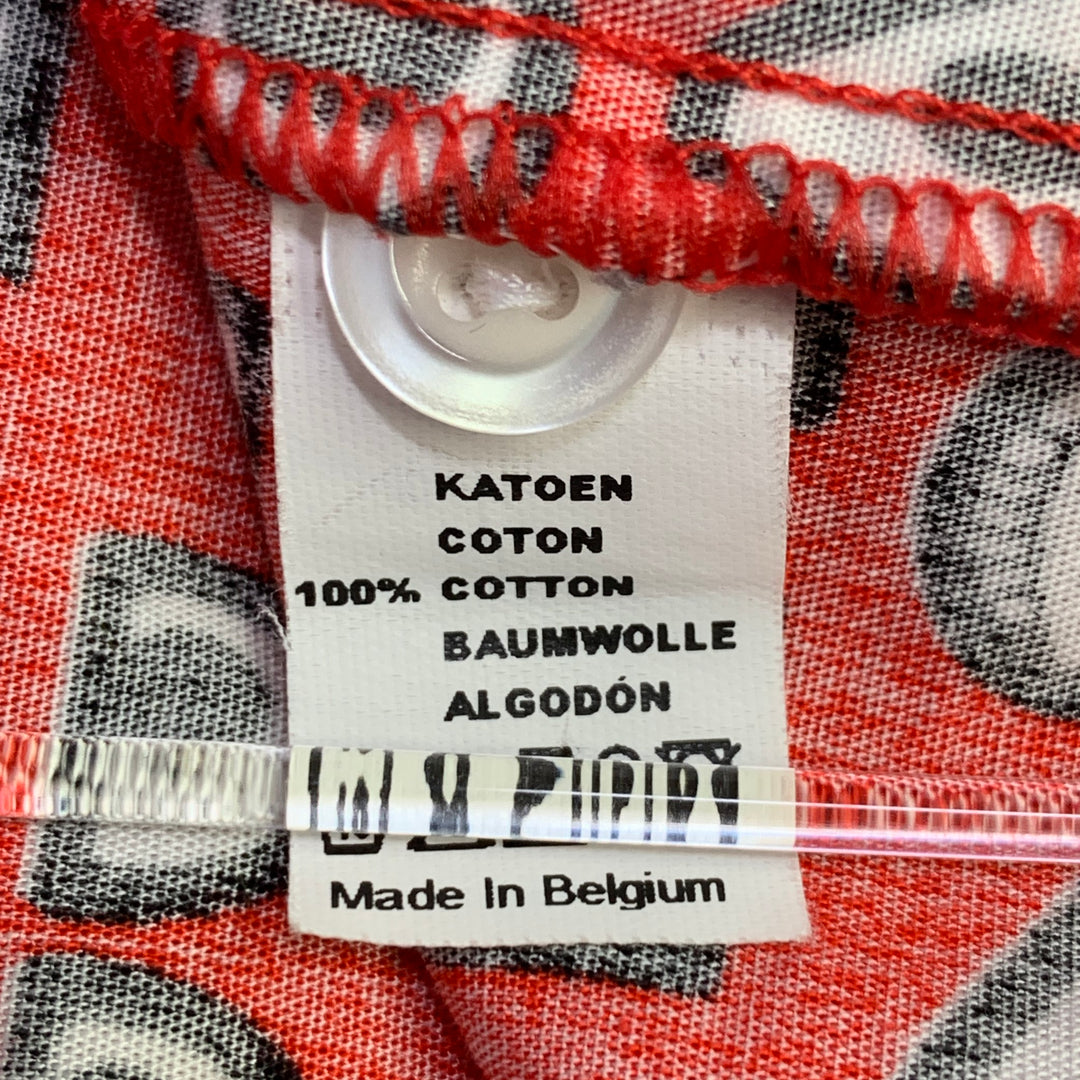 KATOEN
COTON
100% COTTON
BAUMWOLLE
ALGODÓN
Made In Belgium